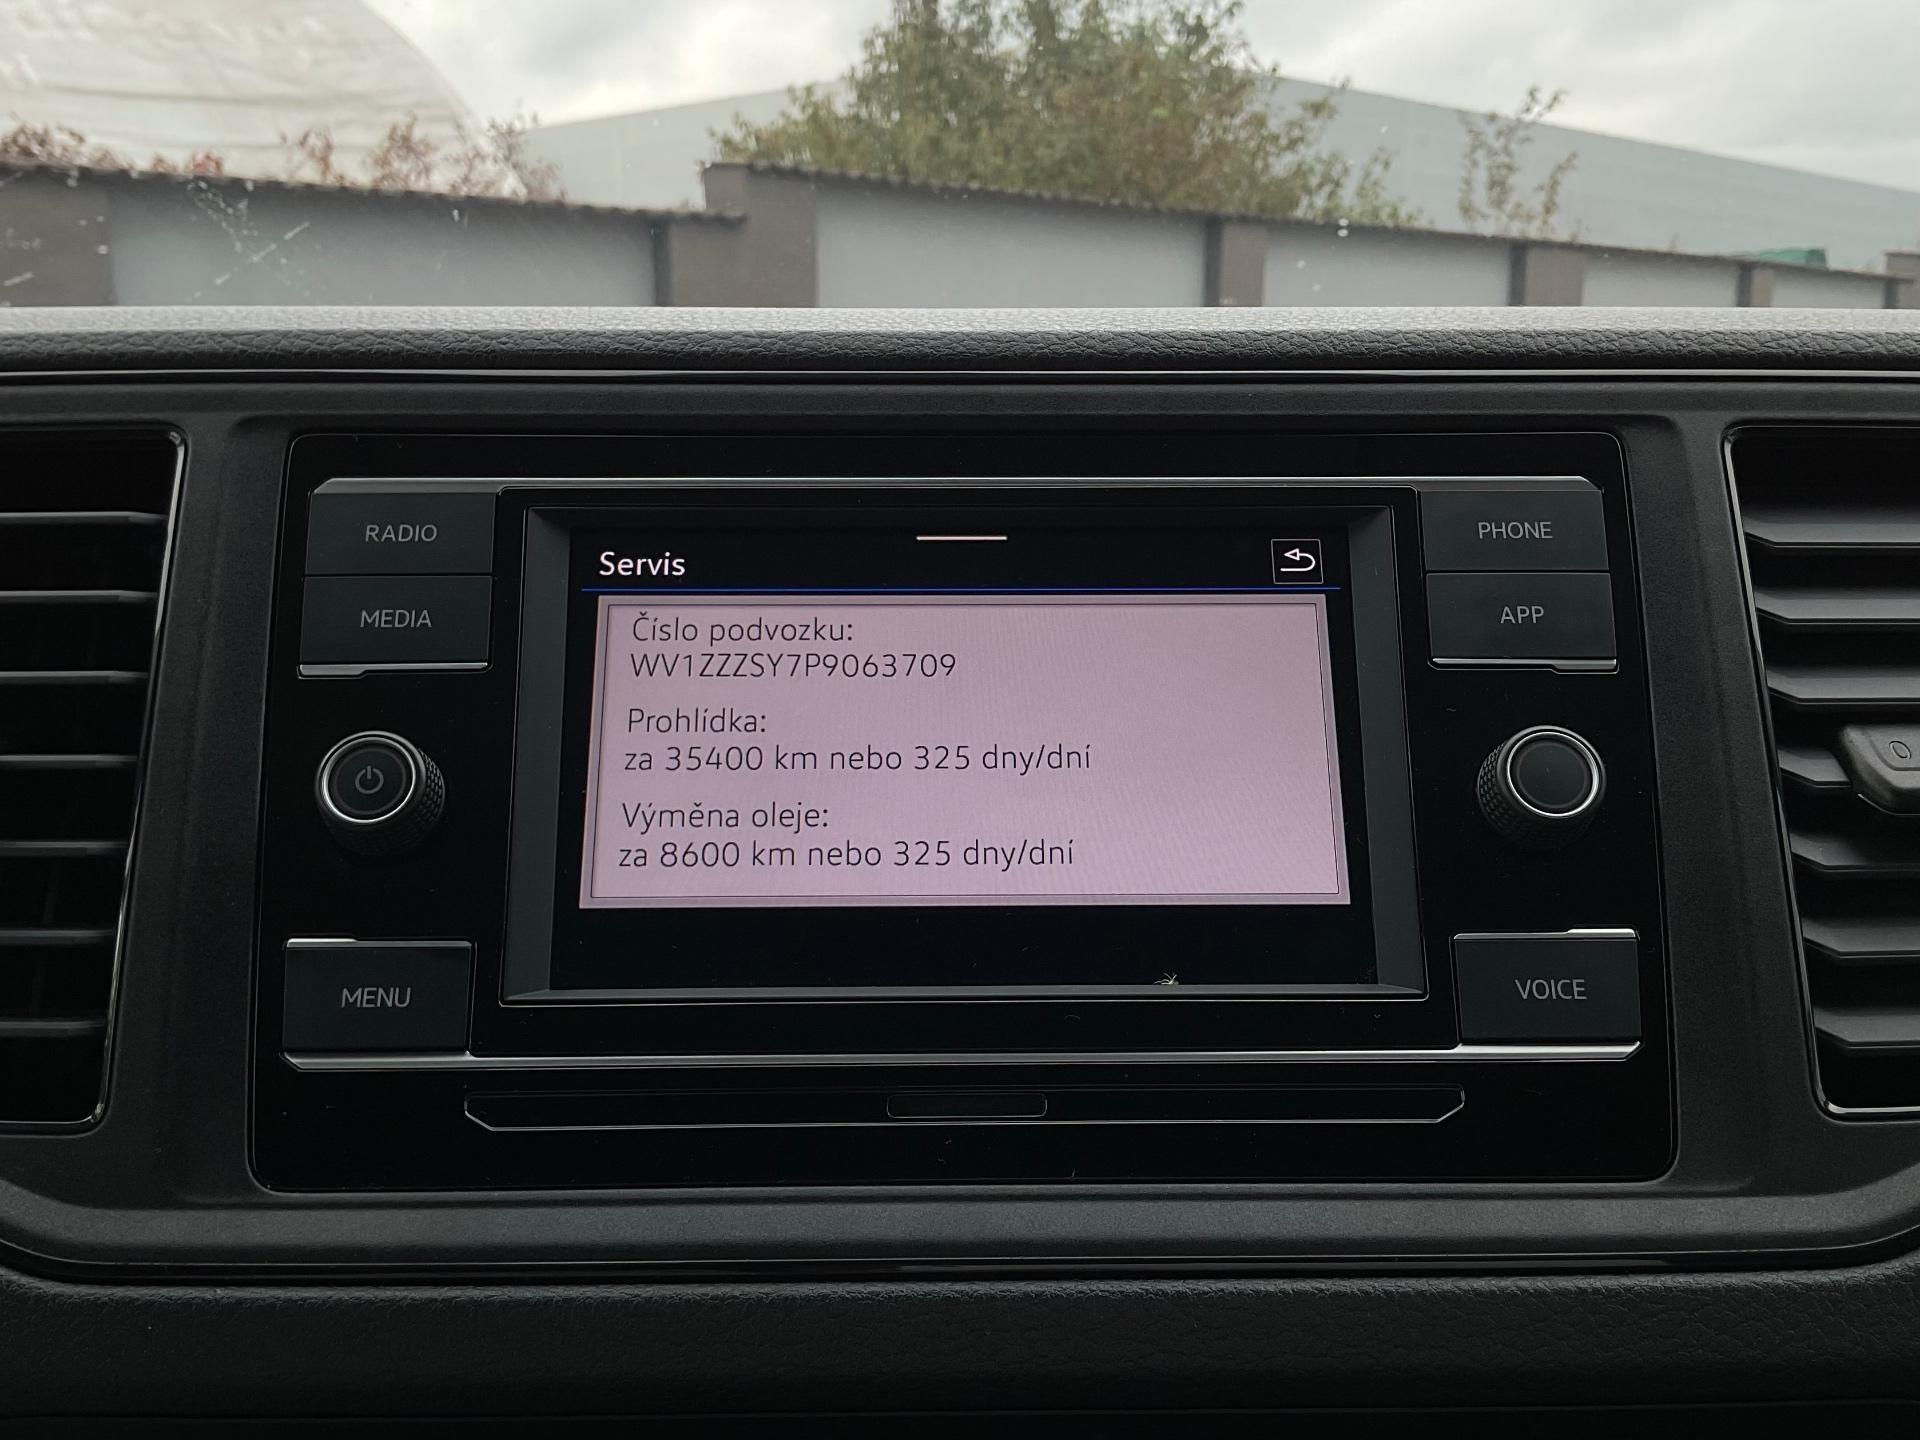 RADIO
MEDIA
MENU
Servis
Číslo podvozku:
WV1ZZZSY7P9063709
Prohlídka:
za 35400 km nebo 325 dny/dní
Výměna oleje:
za 8600 km nebo 325 dny/dní
PHONE
APP
VOICE